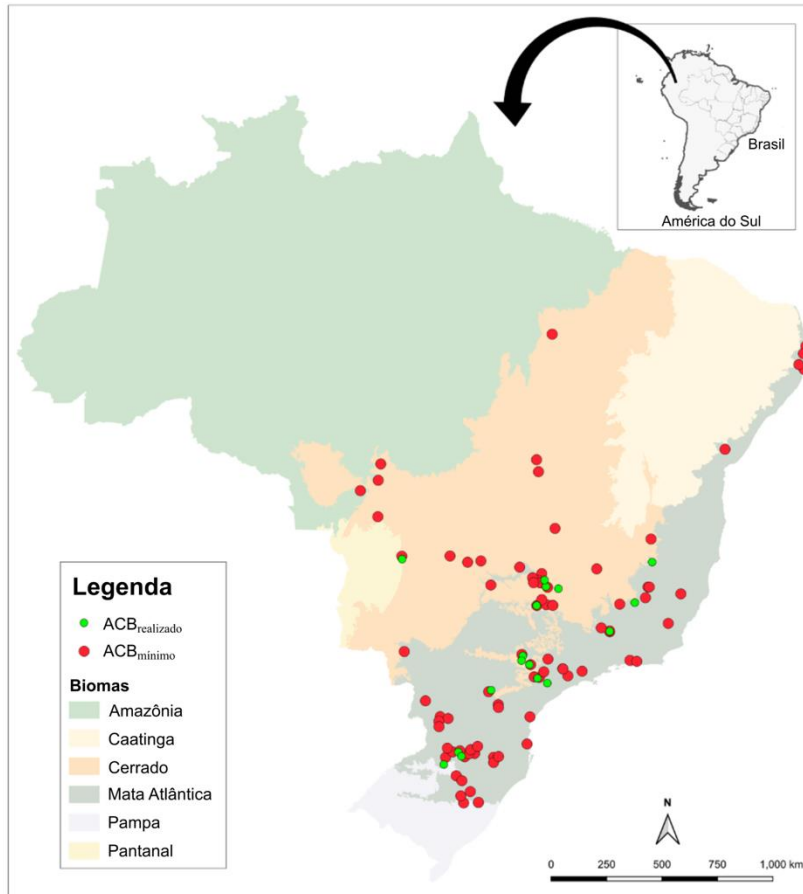 Brasil
América do Sul
Legenda
ACBrealizado
ACBmínimo
Biomas
Amazônia
Caatinga
Cerrado
Mata Atlântica
Pampa
Pantanal
N
0 250 500 750 1,000 km